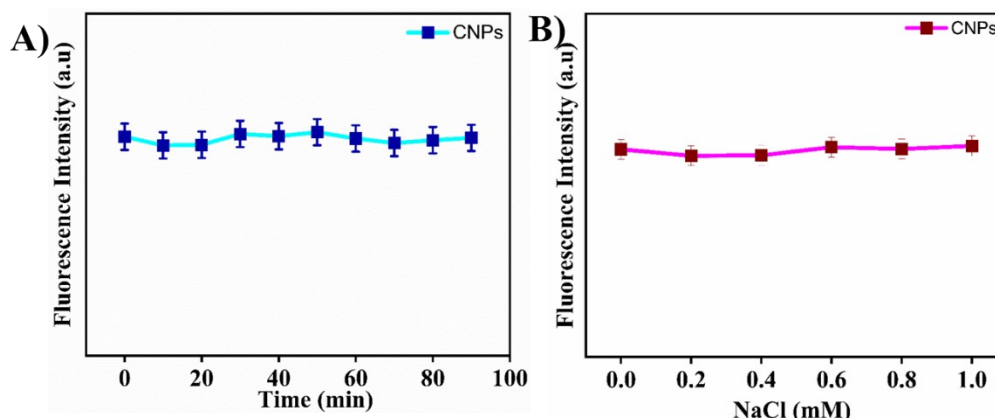 A)
CNPs
Fluorescence Intensity (a.u)
0 20 40 60 80 100
Time (min)
B)
CNPs
Fluorescence Intensity (a.u)
0.0 0.2 0.4 0.6 0.8 1.0
NaCl (mM)